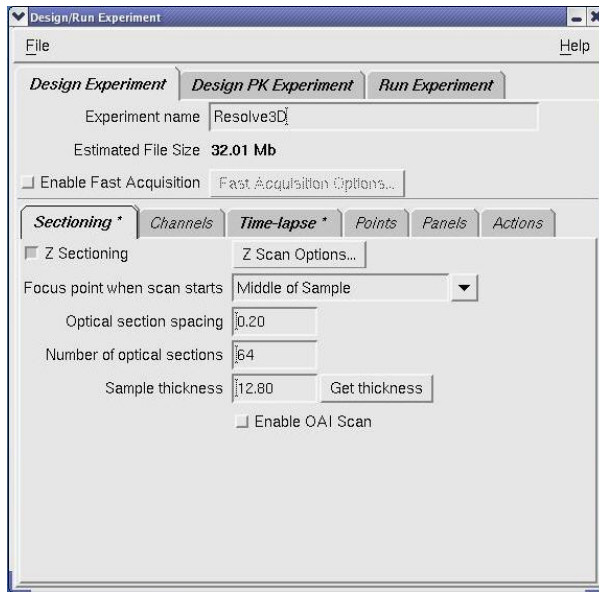 Design/Run Experiment
File Help
Design Experiment Design PK Experiment Run Experiment
Experiment name Resolve3D
Estimated File Size 32.01 Mb
Enable Fast Acquisition Fast Acquisition Options...
Sectioning * Channels Time-lapse * Points Panels Actions
Z Sectioning Z Scan Options...
Focus point when scan starts Middle of Sample
Optical section spacing 0.20
Number of optical sections 64
Sample thickness 12.80 Get thickness
Enable OAI Scan